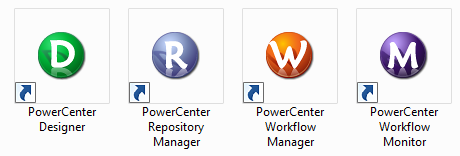 D R W M
PowerCenter Designer
PowerCenter Repository Manager
PowerCenter Workflow Manager
PowerCenter Workflow Monitor